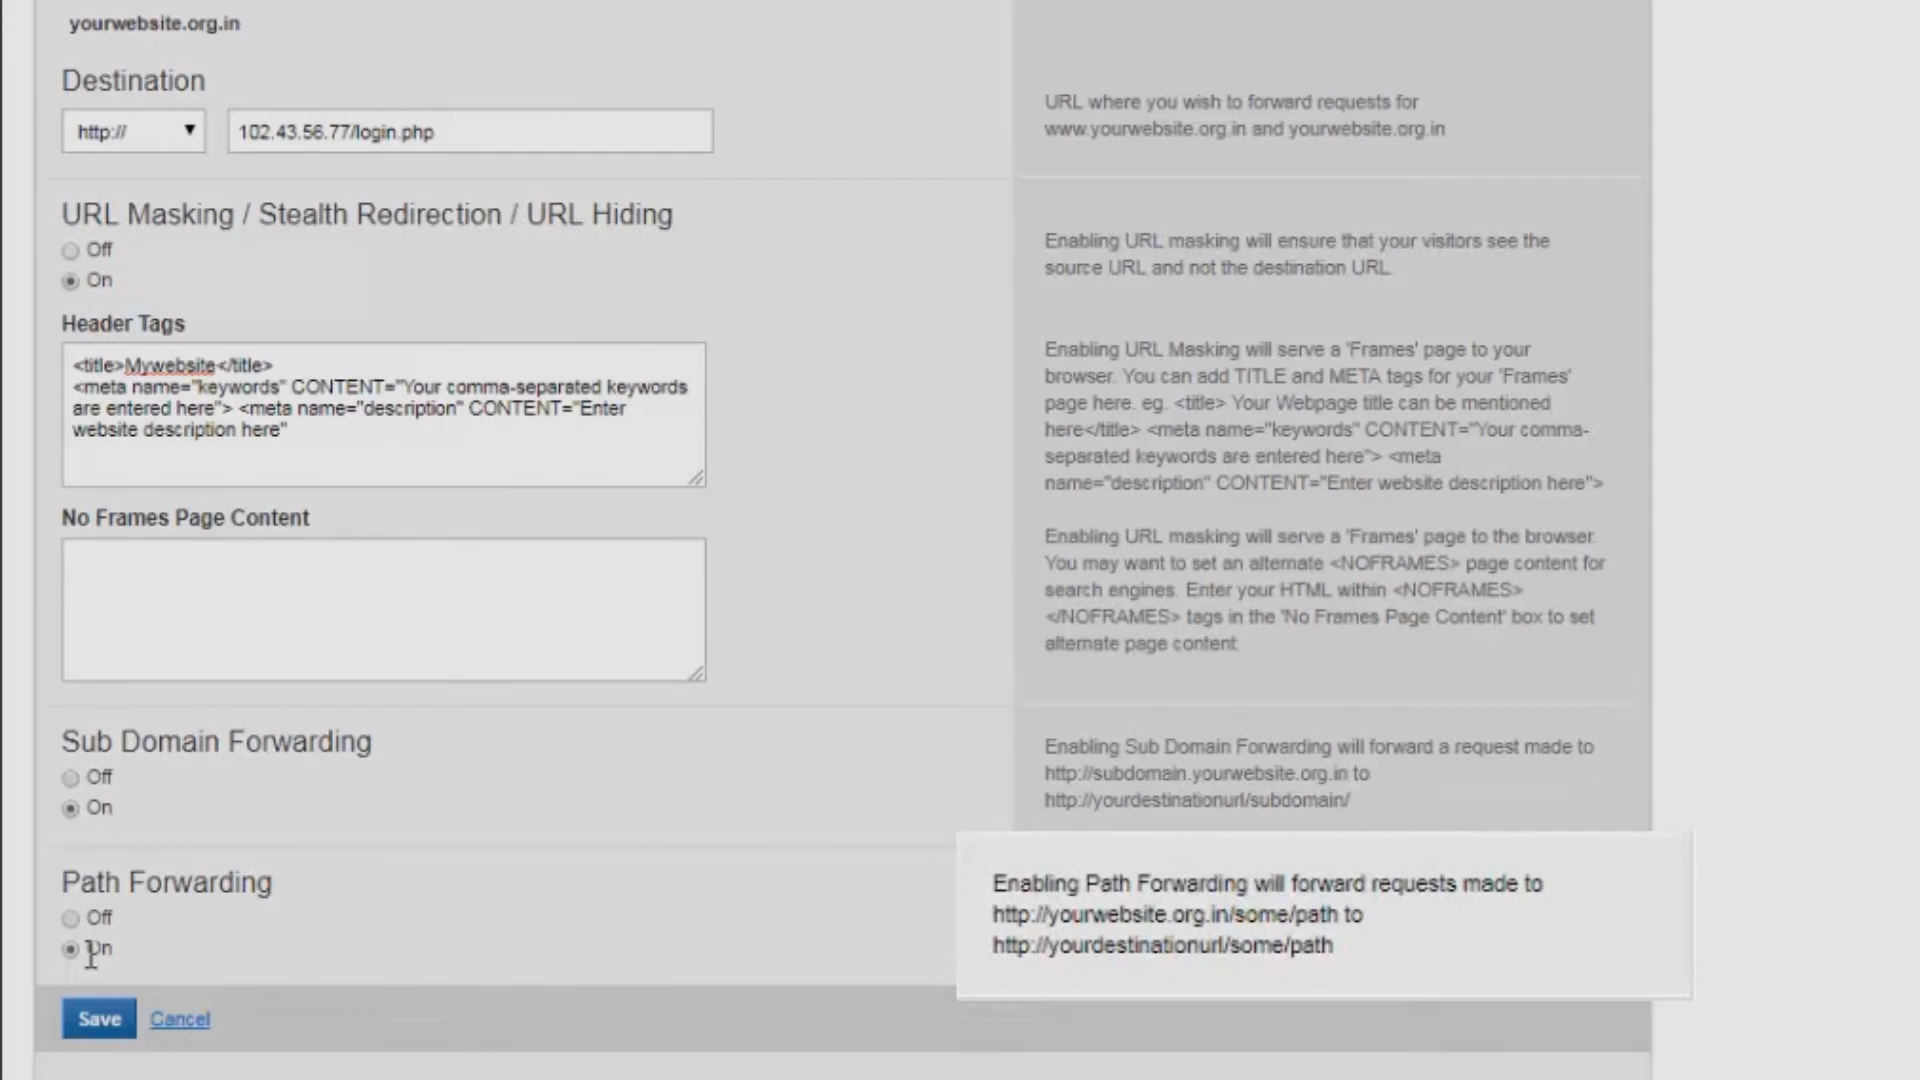 yourwebsite.org.in
Destination
http://
102.43.56.77/login.php
URL where you wish to forward requests for
www.yourwebsite.org.in and yourwebsite.org.in
URL Masking / Stealth Redirection / URL Hiding
Off
On
Enabling URL masking will ensure that your visitors see the
source URL and not the destination URL.
Header Tags
<title>Mywebsite</title>
<meta name="keywords" CONTENT="Your comma-separated keywords
are entered here"> <meta name="description" CONTENT="Enter
website description here"
Enabling URL Masking will serve a 'Frames' page to your
browser. You can add TITLE and META tags for your 'Frames'
page here. eg. <title> Your Webpage title can be mentioned
here</title> <meta name="keywords" CONTENT="Your comma-
separated keywords are entered here"> <meta
name="description" CONTENT="Enter website description here">
No Frames Page Content
Enabling URL masking will serve a 'Frames' page to the browser.
You may want to set an alternate <NOFRAMES> page content for
search engines. Enter your HTML within <NOFRAMES>
</NOFRAMES> tags in the 'No Frames Page Content' box to set
alternate page content.
Sub Domain Forwarding
Off
On
Enabling Sub Domain Forwarding will forward a request made to
http://subdomain.yourwebsite.org.in to
http://yourdestinationurl/subdomain/
Path Forwarding
Off
On
Enabling Path Forwarding will forward requests made to
http://yourwebsite.org.in/some/path to
http://yourdestinationurl/some/path
Save
Cancel